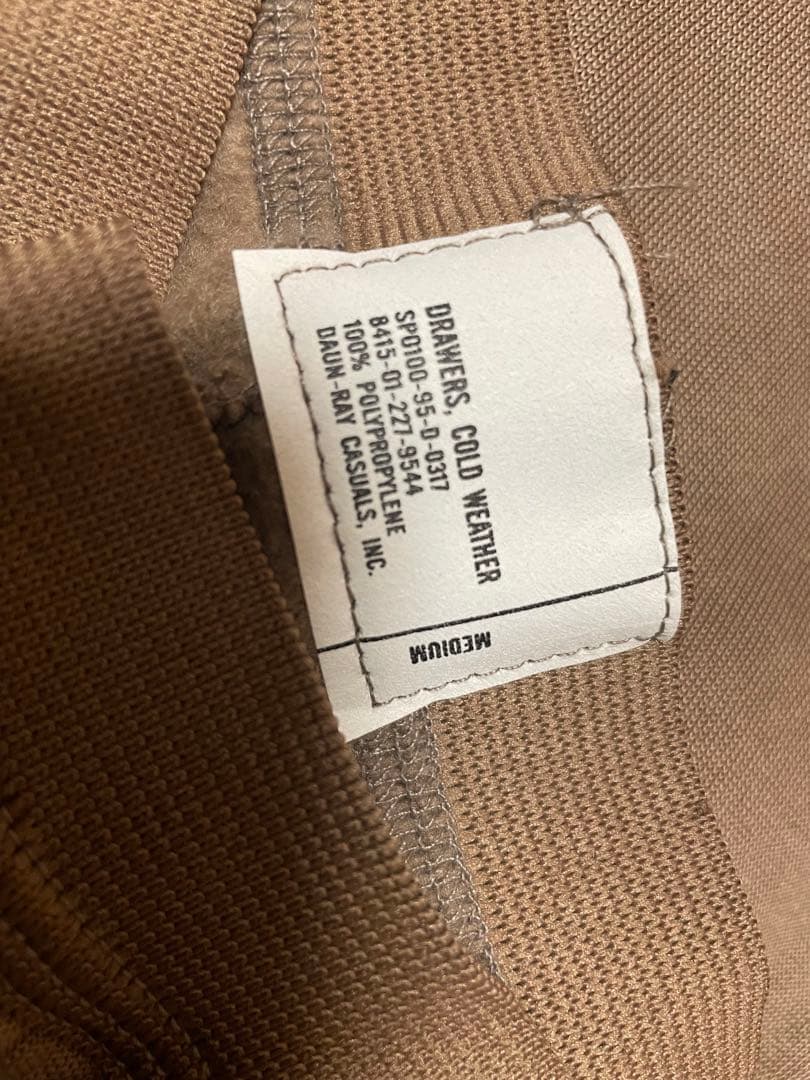 DRAWERS, COLD WEATHER
SPO100-95-D-0317
8415-01-227-9544
100% POLYPROPYLENE
DAUN-RAY CASUALS, INC.
MEDIUM